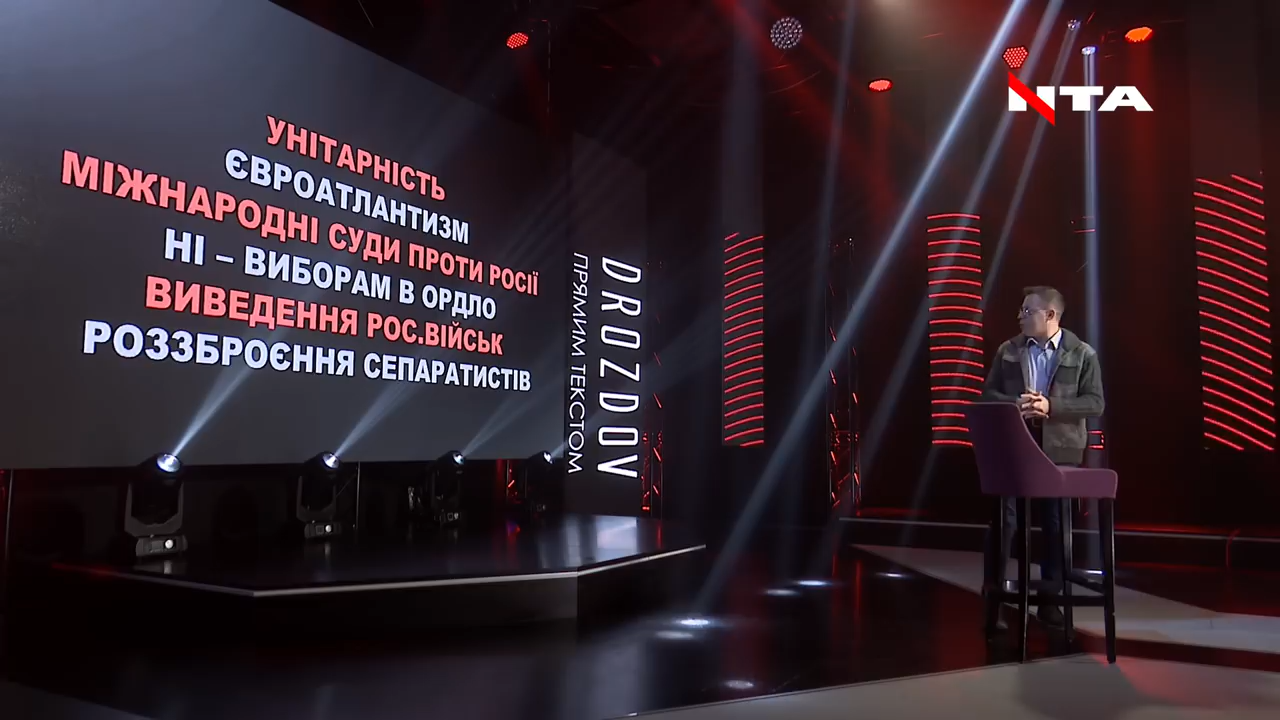 УНІТАРНІСТЬ
ЄВРОАТЛАНТИЗМ
МІЖНАРОДНІ СУДИ ПРОТИ РОСІЇ
НІ – ВИБОРАМ В ОРДЛО
ВИВЕДЕННЯ РОС.ВІЙСЬК
РОЗЗБРОЄННЯ СЕПАРАТИСТІВ
DROZDOV
ПРЯМИМ ТЕКСТОМ
NTA